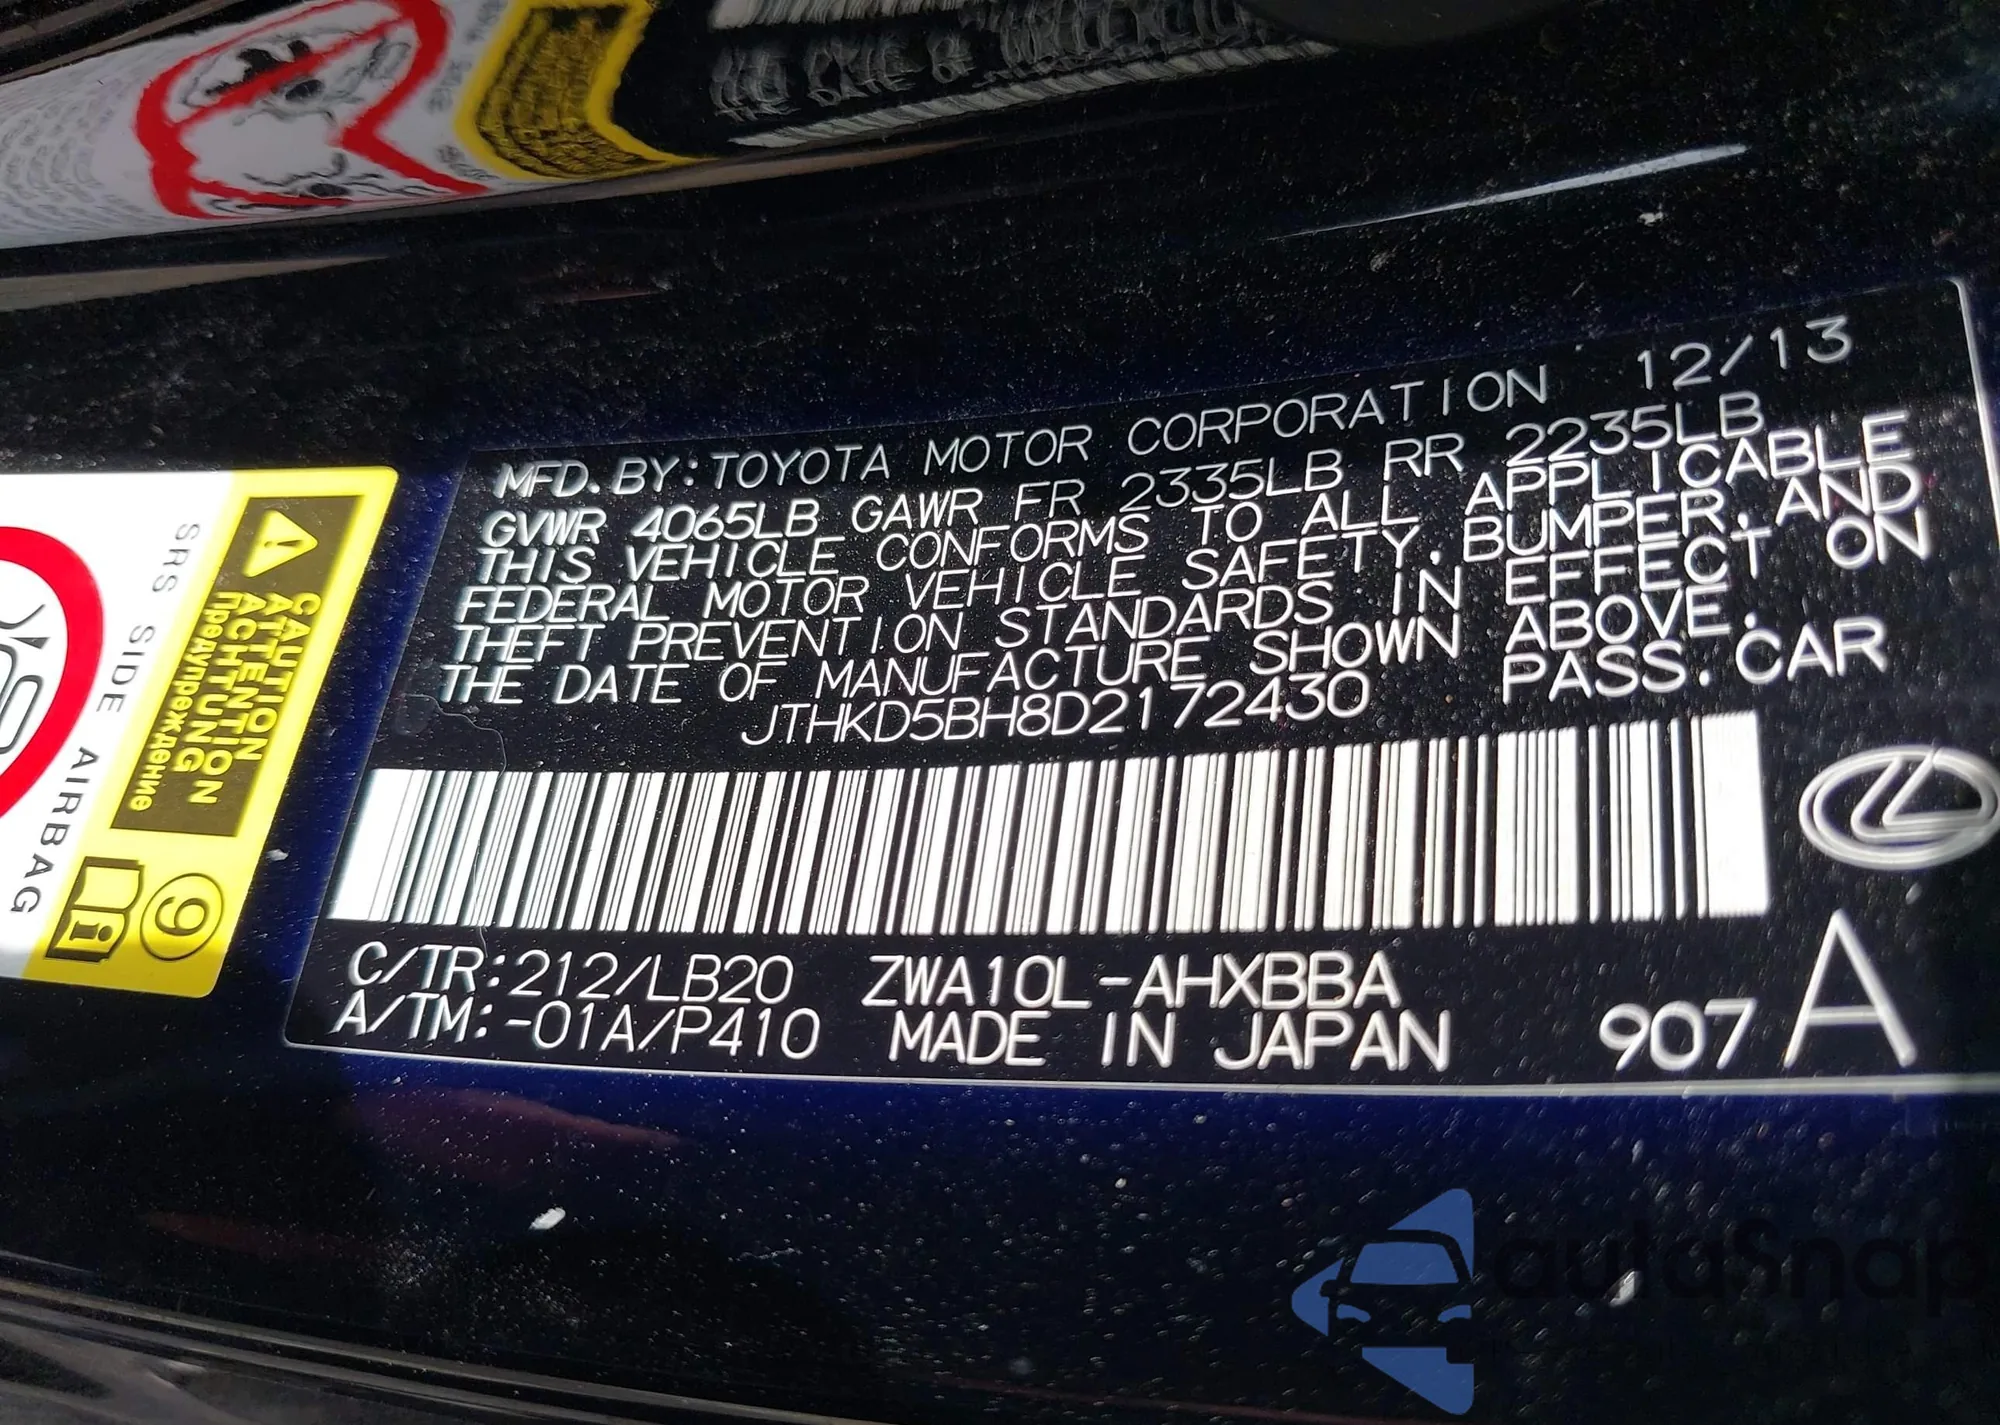 MFD. BY: TOYOTA MOTOR CORPORATION 12/13
GVWR 4065LB GAWR FR 2335LB RR 2235LB
THIS VEHICLE CONFORMS TO ALL APPLICABLE
FEDERAL MOTOR VEHICLE SAFETY, BUMPER, AND
THEFT PREVENTION STANDARDS IN EFFECT ON
THE DATE OF MANUFACTURE SHOWN ABOVE.
JTHKD5BH8D2172430 PASS. CAR
C/TR:212/LB20 ZWA10L-AHXBBA
A/TM:-01A/P410 MADE IN JAPAN 907 A
CAUTION
ATTENTION
ACHTUNG
Предупреждение
SRS SIDE AIRBAG
9
i
autoSnap